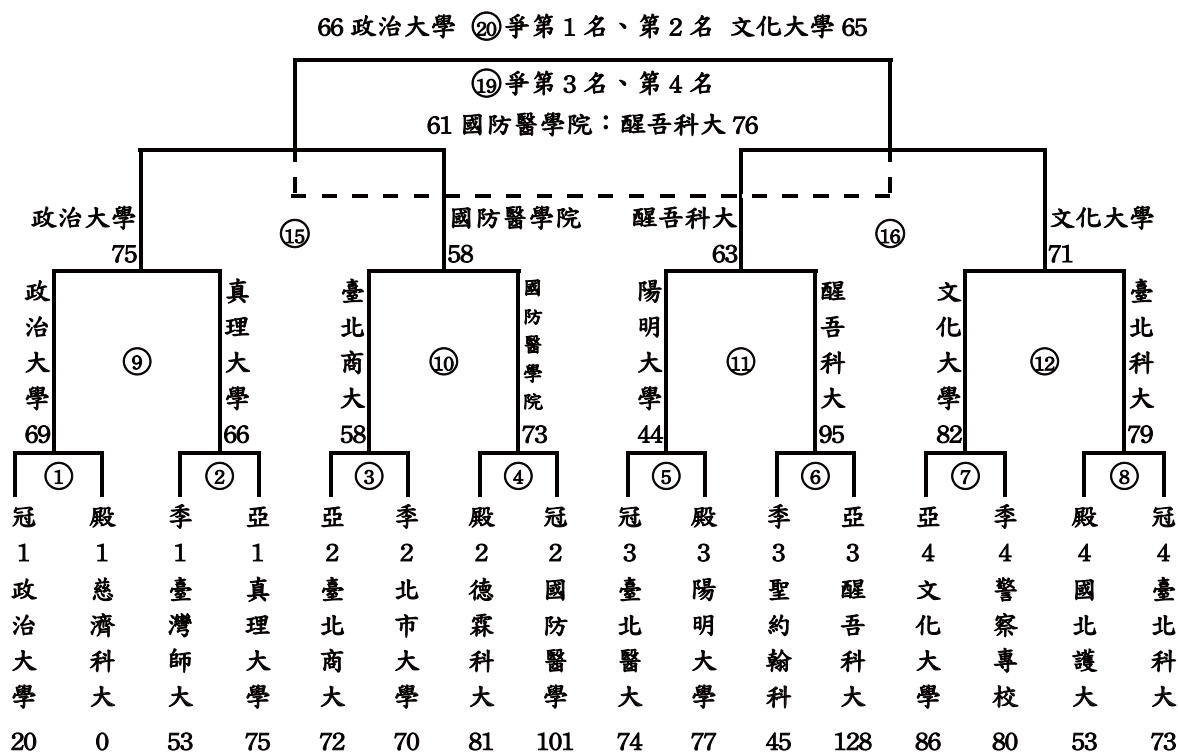 66 政治大學 ⑳爭第 1 名、第 2 名 文化大學 65
⑲爭第 3 名、第 4 名
61 國防醫學院：醒吾科大 76
政治大學 75
⑮
國防醫學院 58
醒吾科大 63
⑯
文化大學 71
政治大學 69
⑨
真理大學 66
臺北商大 58
⑩
國防醫學院 73
陽明大學 44
⑪
醒吾科大 95
文化大學 82
⑫
臺北科大 79
① ② ③ ④ ⑤ ⑥ ⑦ ⑧
冠1政治大學 20
殿1慈濟科大 0
季1臺灣師大 53
亞1真理大學 75
亞2臺北商大 72
季2北市大學 70
殿2德霖科大 81
冠2國防醫學 101
冠3臺北醫大 74
殿3陽明大學 77
季3聖約翰科 45
亞3醒吾科大 128
亞4文化大學 86
季4警察專校 80
殿4國北護大 53
冠4臺北科大 73